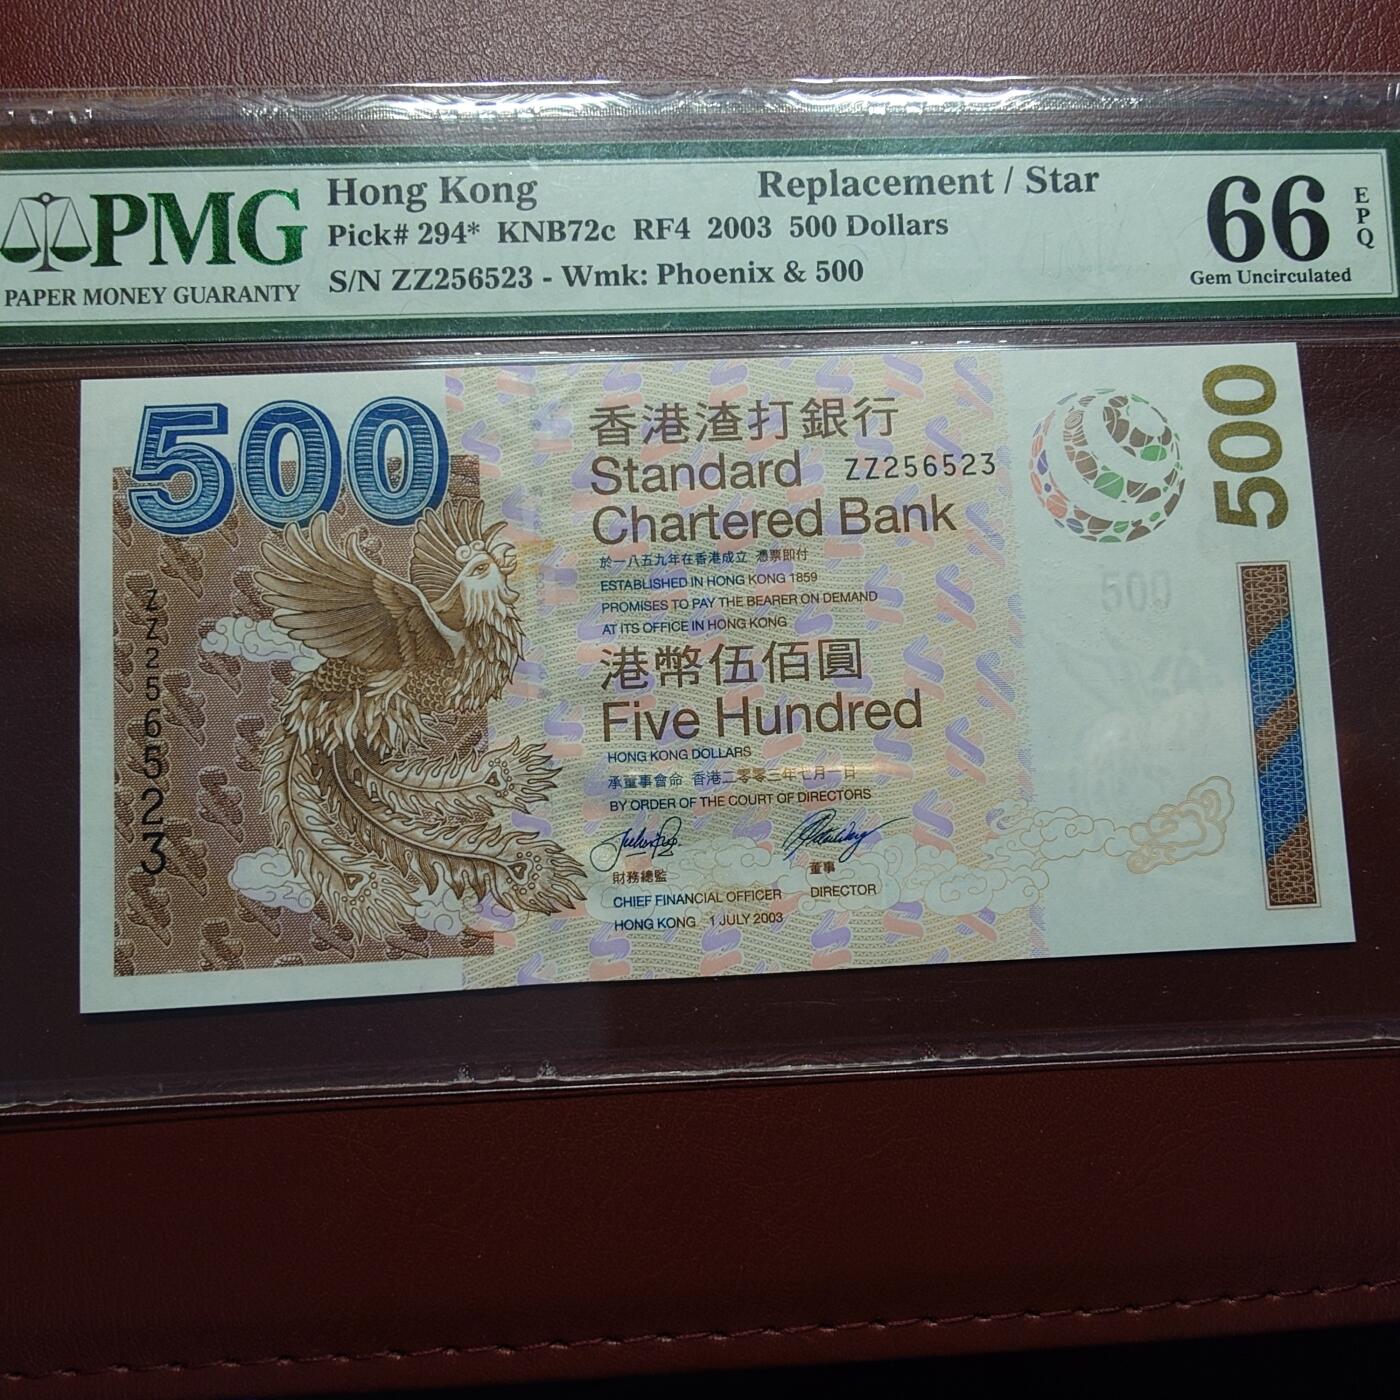 PMG
PAPER MONEY GUARANTY
Hong Kong
Replacement / Star
Pick# 294* KNB72c RF4 2003 500 Dollars
S/N ZZ256523 - Wmk: Phoenix & 500
66
EPQ
Gem Uncirculated
500
香港渣打銀行
Standard
ZZ256523
Chartered Bank
於一八五九年在香港成立 憑票即付
ESTABLISHED IN HONG KONG 1859
PROMISES TO PAY THE BEARER ON DEMAND
AT ITS OFFICE IN HONG KONG
港幣伍佰圓
Five Hundred
HONG KONG DOLLARS
承董事會命 香港二零零三年七月一日
BY ORDER OF THE COURT OF DIRECTORS
財務總監
董事
CHIEF FINANCIAL OFFICER
DIRECTOR
HONG KONG 1 JULY 2003
ZZ256523
500
500